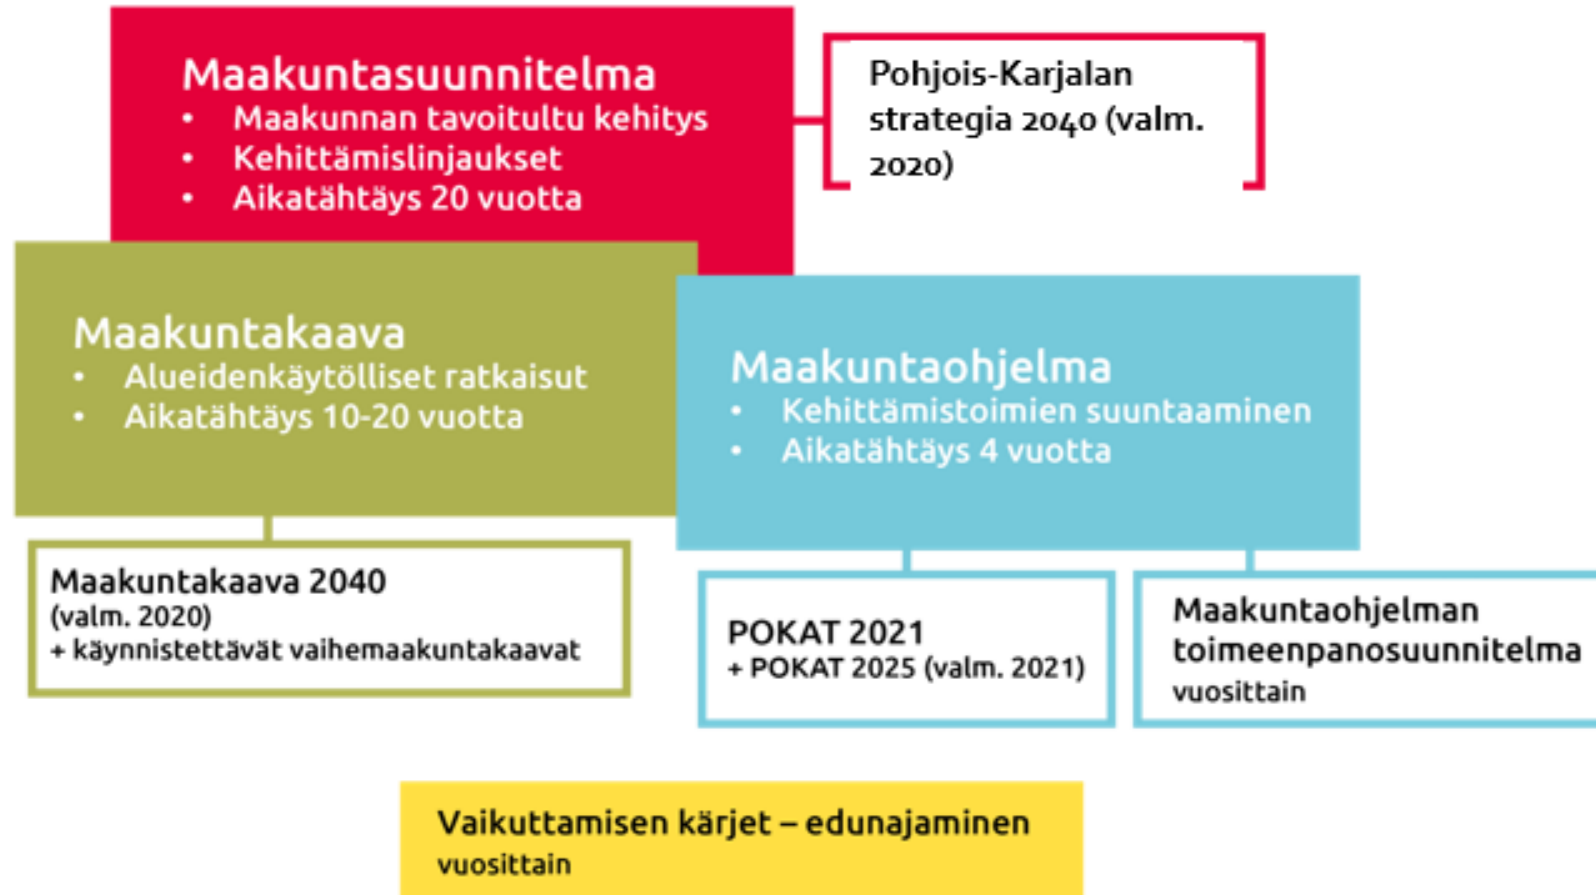 Maakuntasuunnitelma
• Maakunnan tavoitultu kehitys
• Kehittämislinjaukset
• Aikatähtäys 20 vuotta
Pohjois-Karjalan
strategia 2040 (valm.
2020)
Maakuntakaava
• Alueidenkäytölliset ratkaisut
• Aikatähtäys 10-20 vuotta
Maakuntaohjelma
• Kehittämistoimien suuntaaminen
• Aikatähtäys 4 vuotta
Maakuntakaava 2040
(valm. 2020)
+ käynnistettävät vaihemaakuntakaavat
POKAT 2021
+ POKAT 2025 (valm. 2021)
Maakuntaohjelman
toimeenpanosuunnitelma
vuosittain
Vaikuttamisen kärjet – edunajaminen
vuosittain